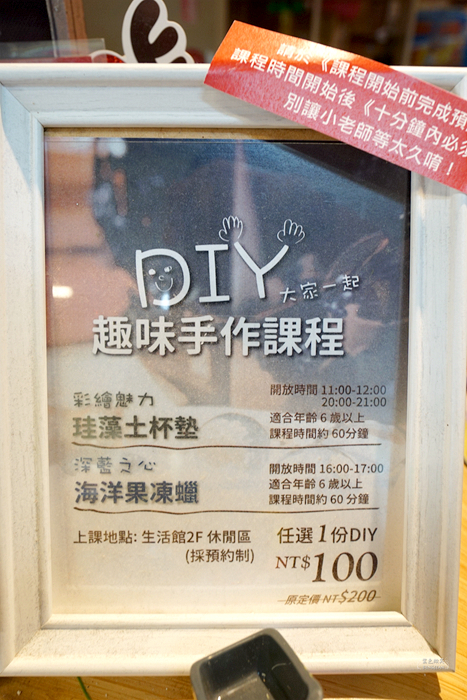 請於《課程開始前完成預
課程時間開始後《十分鐘內必須
別讓小老師等太久唷！
DIY
大家一起
趣味手作課程
彩繪魅力
珪藻土杯墊
開放時間 11:00-12:00
20:00-21:00
適合年齡 6 歲以上
課程時間約 60分鐘
深藍之心
海洋果凍蠟
開放時間 16:00-17:00
適合年齡 6 歲以上
課程時間約 60 分鐘
上課地點: 生活館2F 休閒區
(採預約制)
任選 1 份DIY
NT$100
原定價 NT$200